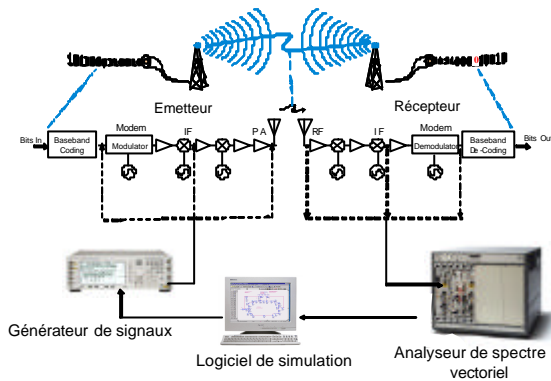 Emetteur
Récepteur
Bits In
Baseband
Coding
Modem
Modulator
IF
PA
RF
IF
Modem
Demodulator
Baseband
De-Coding
Bits Out
Générateur de signaux
Logiciel de simulation
Analyseur de spectre
vectoriel